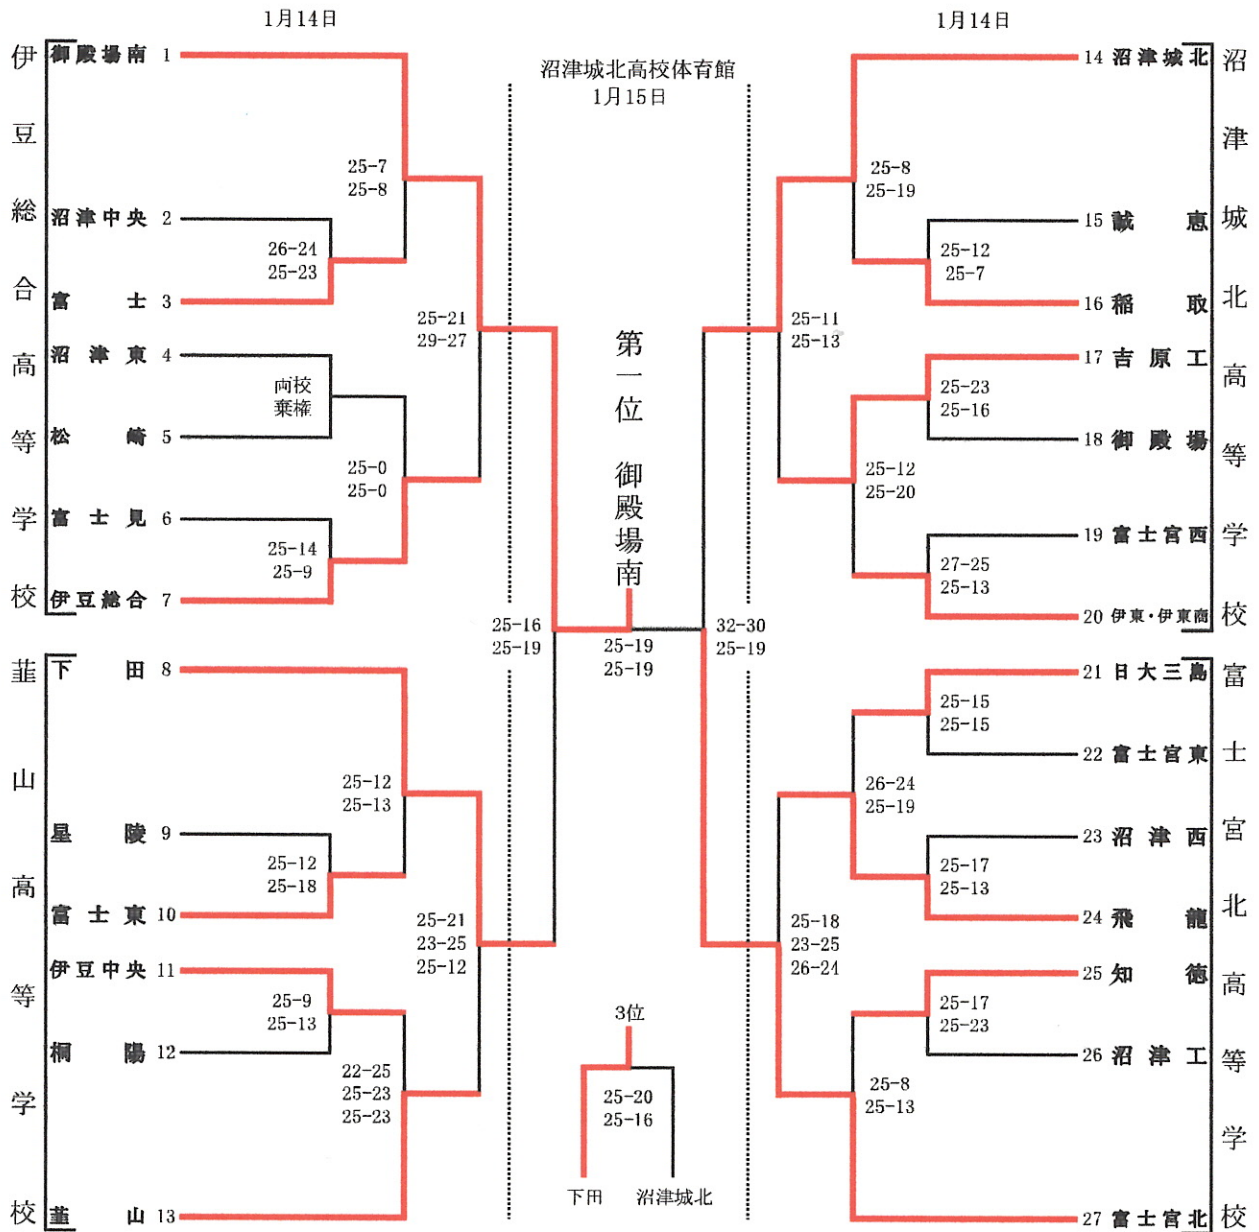 1月14日
伊豆総合高等学校
御殿場南 1
25-7
25-8
沼津中央 2
26-24
25-23
富士 3
25-21
29-27
沼津東 4
両校
棄権
松崎 5
25-0
25-0
富士見 6
25-14
25-9
伊豆総合 7
韮山高等学校
下田 8
25-12
25-13
星陵 9
25-12
25-18
富士東 10
25-21
23-25
25-12
伊豆中央 11
25-9
25-13
桐陽 12
22-25
25-23
25-23
韮山 13
沼津城北高校体育館
1月15日
第一位 御殿場南
25-16
25-19
25-19
25-19
32-30
25-19
3位
25-20
25-16
下田 沼津城北
1月14日
沼津城北高等学校
14 沼津城北
25-8
25-19
15 誠恵
25-12
25-7
16 稲取
25-11
25-13
17 吉原工
25-23
25-16
18 御殿場
25-12
25-20
19 富士宮西
27-25
25-13
20 伊東・伊東商
富士宮北高等学校
21 日大三島
25-15
25-15
22 富士宮東
26-24
25-19
23 沼津西
25-17
25-13
24 飛龍
25-18
23-25
26-24
25 知徳
25-17
25-23
26 沼津工
25-8
25-13
27 富士宮北